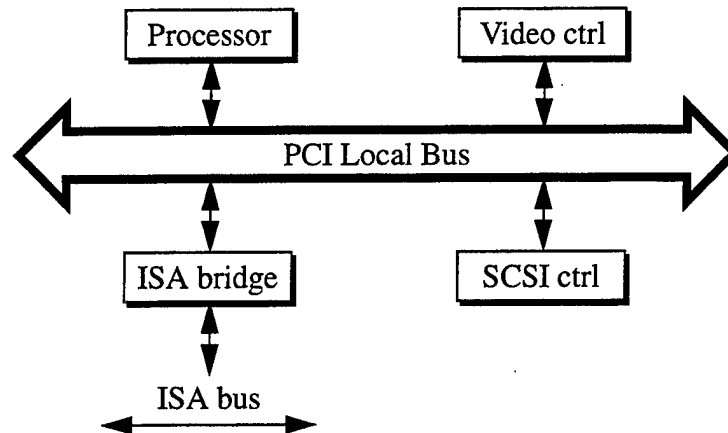 Processor
Video ctrl
PCI Local Bus
ISA bridge
SCSI ctrl
ISA bus